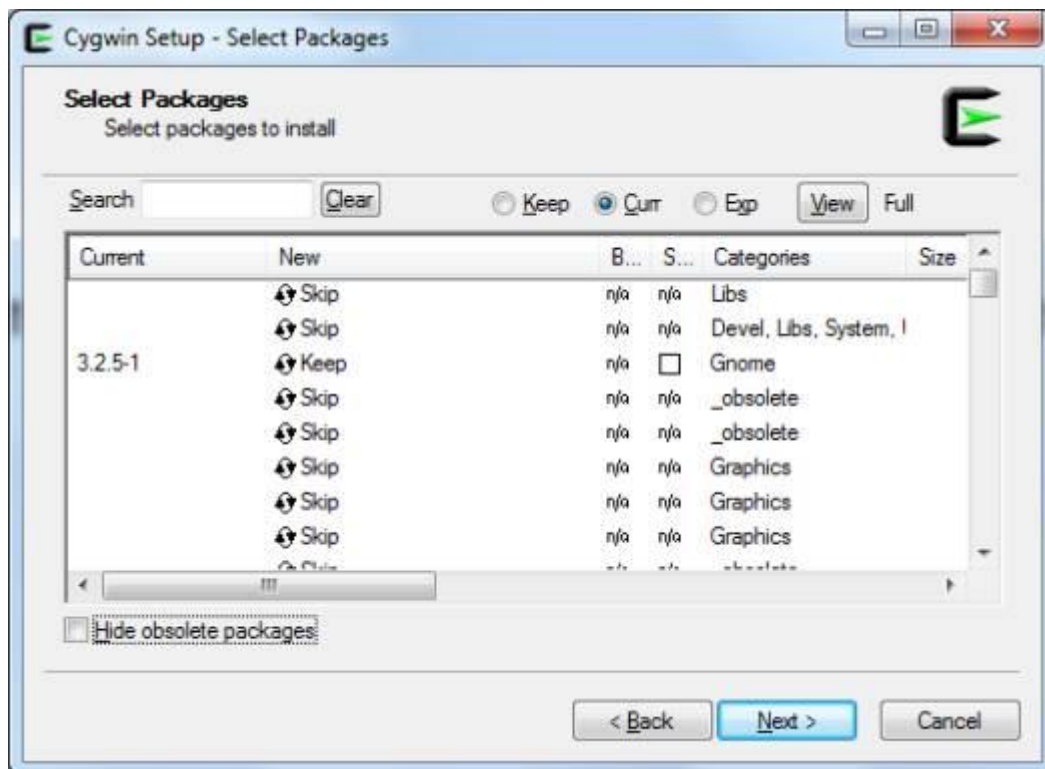 Cygwin Setup - Select Packages
Select Packages
Select packages to install
Search Clear Keep Curr Exp View Full
Current New B... S... Categories Size
Skip n/a n/a Libs
Skip n/a n/a Devel, Libs, System,
3.2.5-1 Keep n/a Gnome
Skip n/a n/a _obsolete
Skip n/a n/a _obsolete
Skip n/a n/a Graphics
Skip n/a n/a Graphics
Skip n/a n/a Graphics
Hide obsolete packages
< Back Next > Cancel